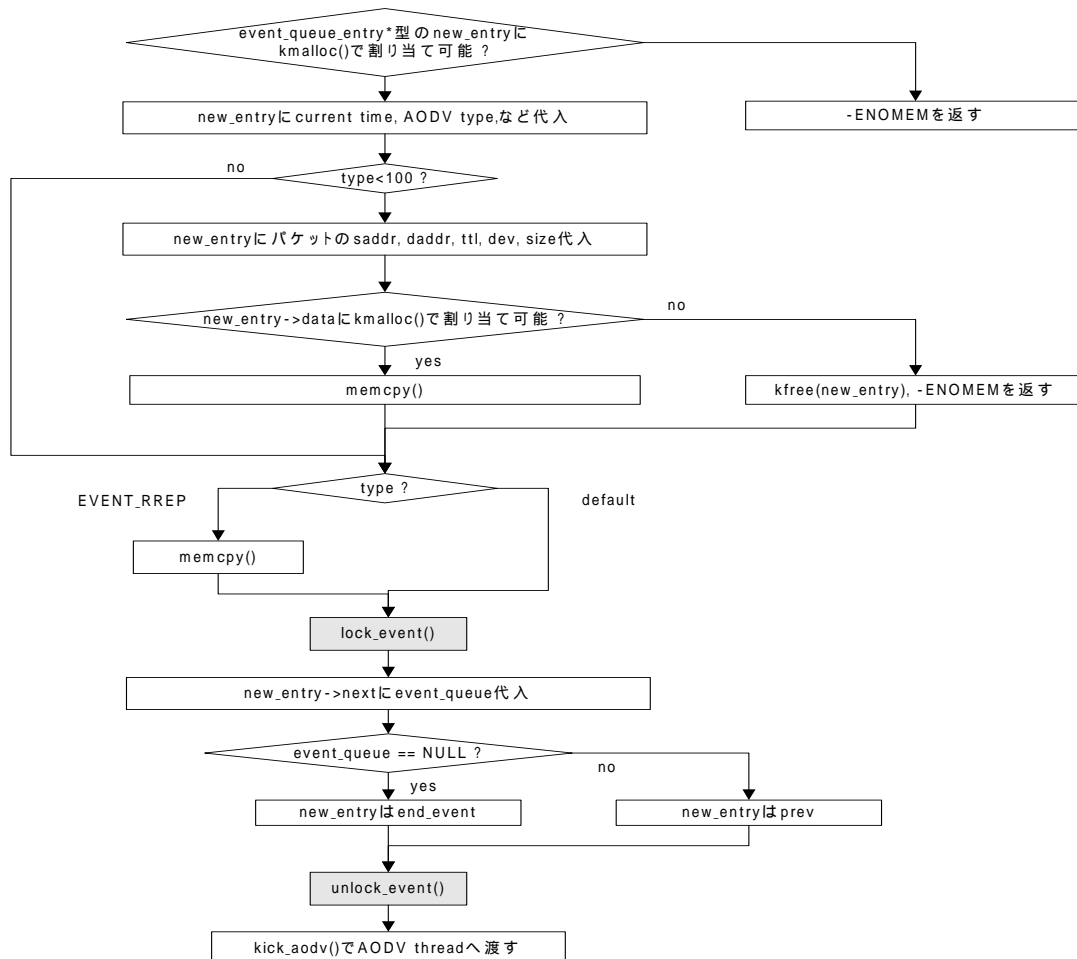 event_queue_entry*型のnew_entryに
kmalloc()で割り当て可能 ?
new_entryにcurrent time, AODV type,など代入
-ENOMEMを返す
no
type<100 ?
new_entryにパケットのsaddr, daddr, ttl, dev, size代入
new_entry->dataにkmalloc()で割り当て可能 ?
no
yes
memcpy()
kfree(new_entry), -ENOMEMを返す
type ?
EVENT_RREP
default
memcpy()
lock_event()
new_entry->nextにevent_queue代入
event_queue == NULL ?
no
yes
new_entryはend_event
new_entryはprev
unlock_event()
kick_aodv()でAODV threadへ渡す